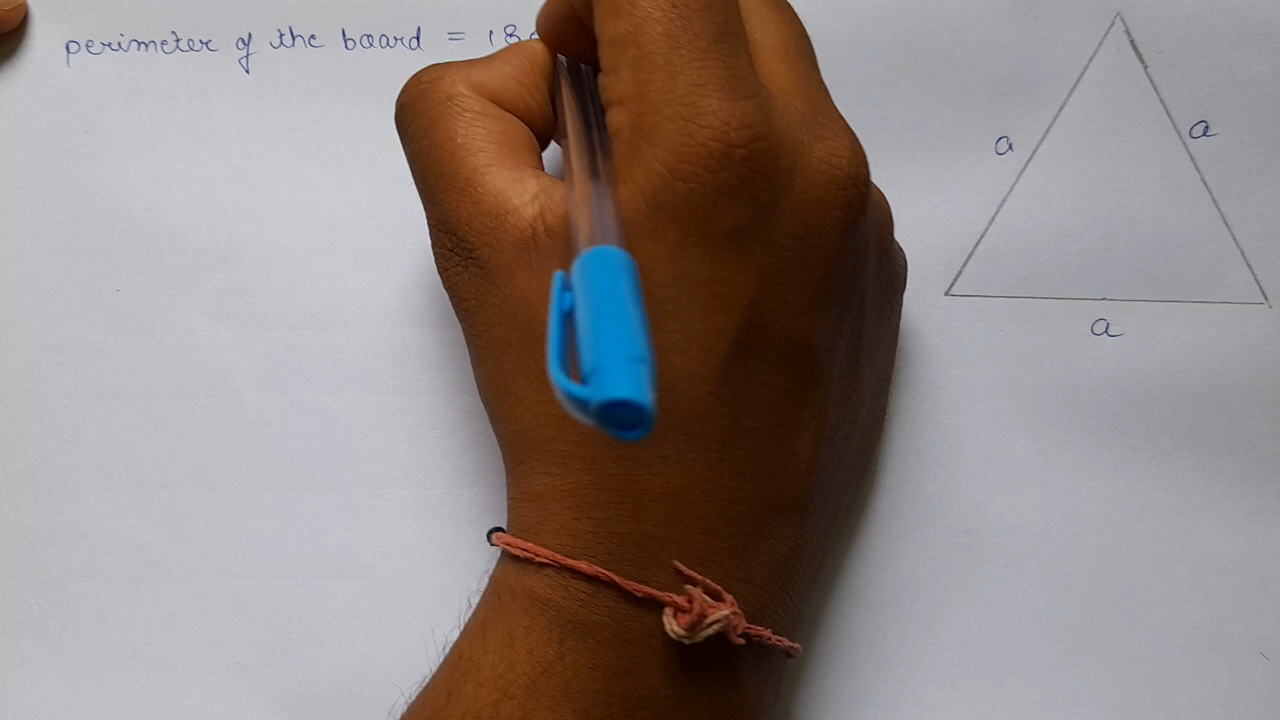 perimeter of the board = 18
a
a
a